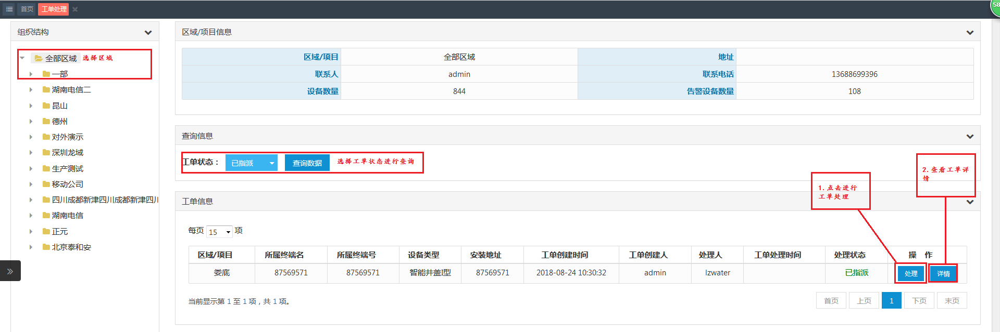 首页 工单处理
58
组织结构
全部区域 选择区域
一部
湖南电信二
昆山
德州
对外演示
深圳龙域
生产测试
移动公司
四川成都新津四川成都新津四川
湖南电信
正元
北京泰和安
区域/项目信息
区域/项目 全部区域 地址
联系人 admin 联系电话 13688699396
设备数量 844 告警设备数量 108
查询信息
工单状态： 已指派 查询数据 选择工单状态进行查询
1.点击进行
工单处理
2.查看工单详
情
工单信息
每页 15 项
区域/项目 所属终端名 所属终端号 设备类型 安装地址 工单创建时间 工单创建人 处理人 工单处理时间 处理状态 操 作
娄底 87569571 87569571 智能井盖I型 87569571 2018-08-24 10:30:32 admin lzwater 已指派 处理 详情
当前显示第 1 至 1 项，共 1 项。
首页 上页 1 下页 末页